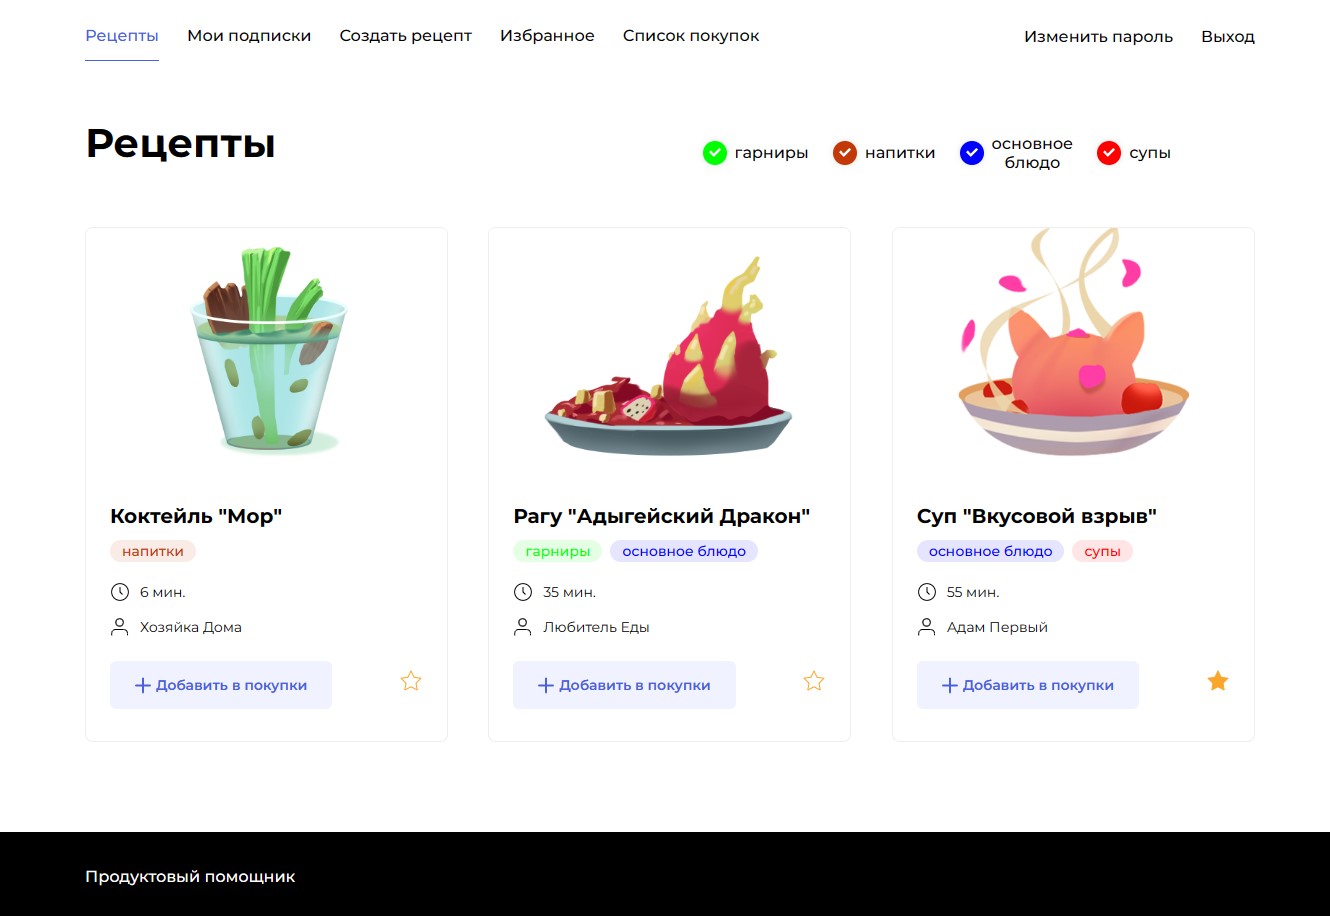 Рецепты
Мои подписки
Создать рецепт
Избранное
Список покупок
Изменить пароль
Выход
Рецепты
гарниры
напитки
основное
блюдо
супы
Коктейль "Мор"
напитки
6 мин.
Хозяйка Дома
Добавить в покупки
Рагу "Адыгейский Дракон"
гарниры
основное блюдо
35 мин.
Любитель Еды
Добавить в покупки
Суп "Вкусовой взрыв"
основное блюдо
супы
55 мин.
Адам Первый
Добавить в покупки
Продуктовый помощник